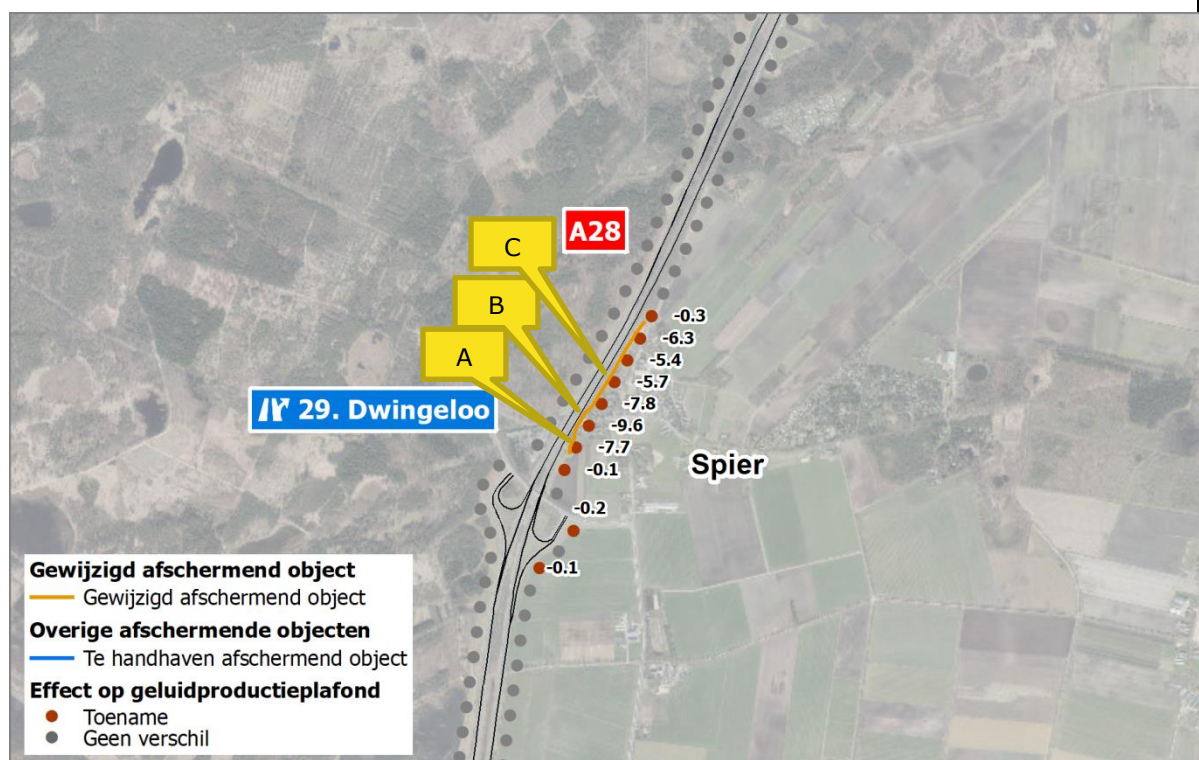 A28
C
B
A
29. Dwingeloo
-0.3
-6.3
-5.4
-5.7
-7.8
-9.6
-7.7
-0.1
-0.2
-0.1
Spier
Gewijzigd afschermend object
Gewijzigd afschermend object
Overige afschermende objecten
Te handhaven afschermend object
Effect op geluidproductieplafond
Toename
Geen verschil